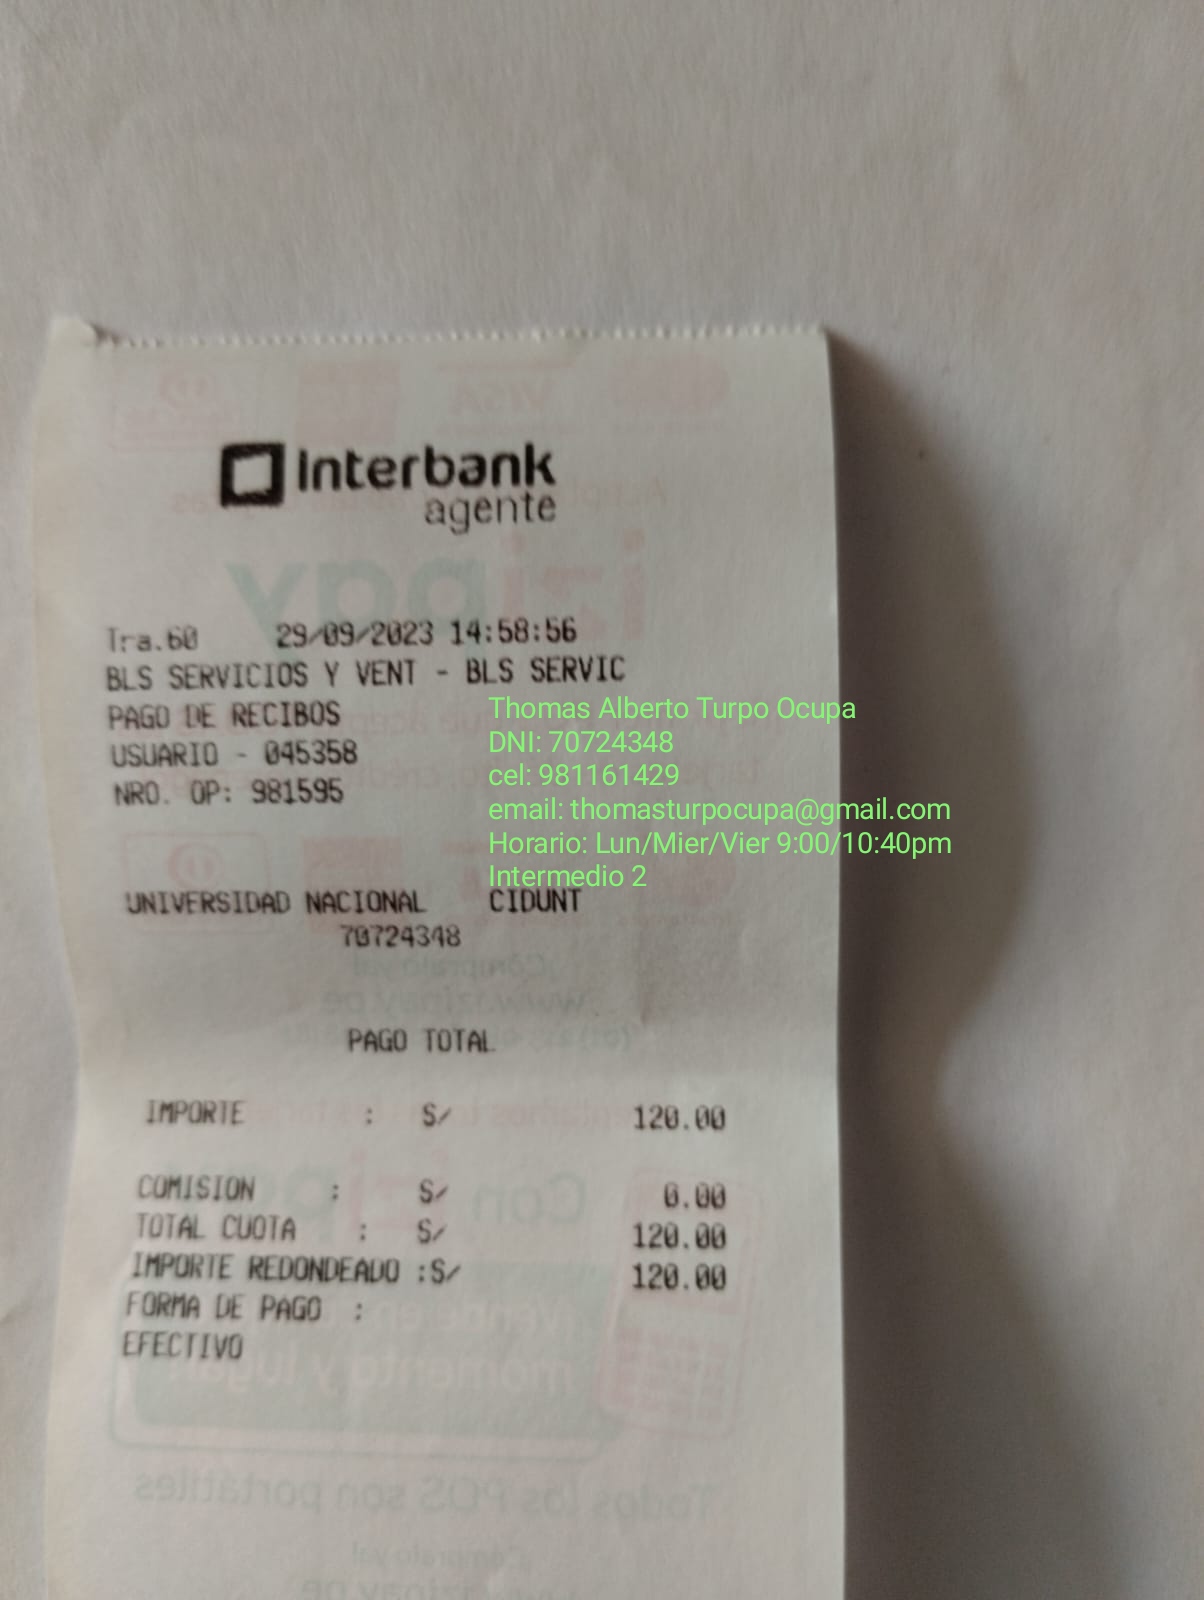 interbank
agente
Tra.60 29/09/2023 14:58:56
BLS SERVICIOS Y VENT - BLS SERVIC
PAGO DE RECIBOS
USUARIO - 045358
NRO. OP: 981595
Thomas Alberto Turpo Ocupa
DNI: 70724348
cel: 981161429
email: thomasturpocupa@gmail.com
Horario: Lun/Mier/Vier 9:00/10:40pm
Intermedio 2
UNIVERSIDAD NACIONAL CIDUNT
70724348
PAGO TOTAL
IMPORTE : S/ 120.00
COMISION : S/ 0.00
TOTAL CUOTA : S/ 120.00
IMPORTE REDONDEADO :S/ 120.00
FORMA DE PAGO :
EFECTIVO